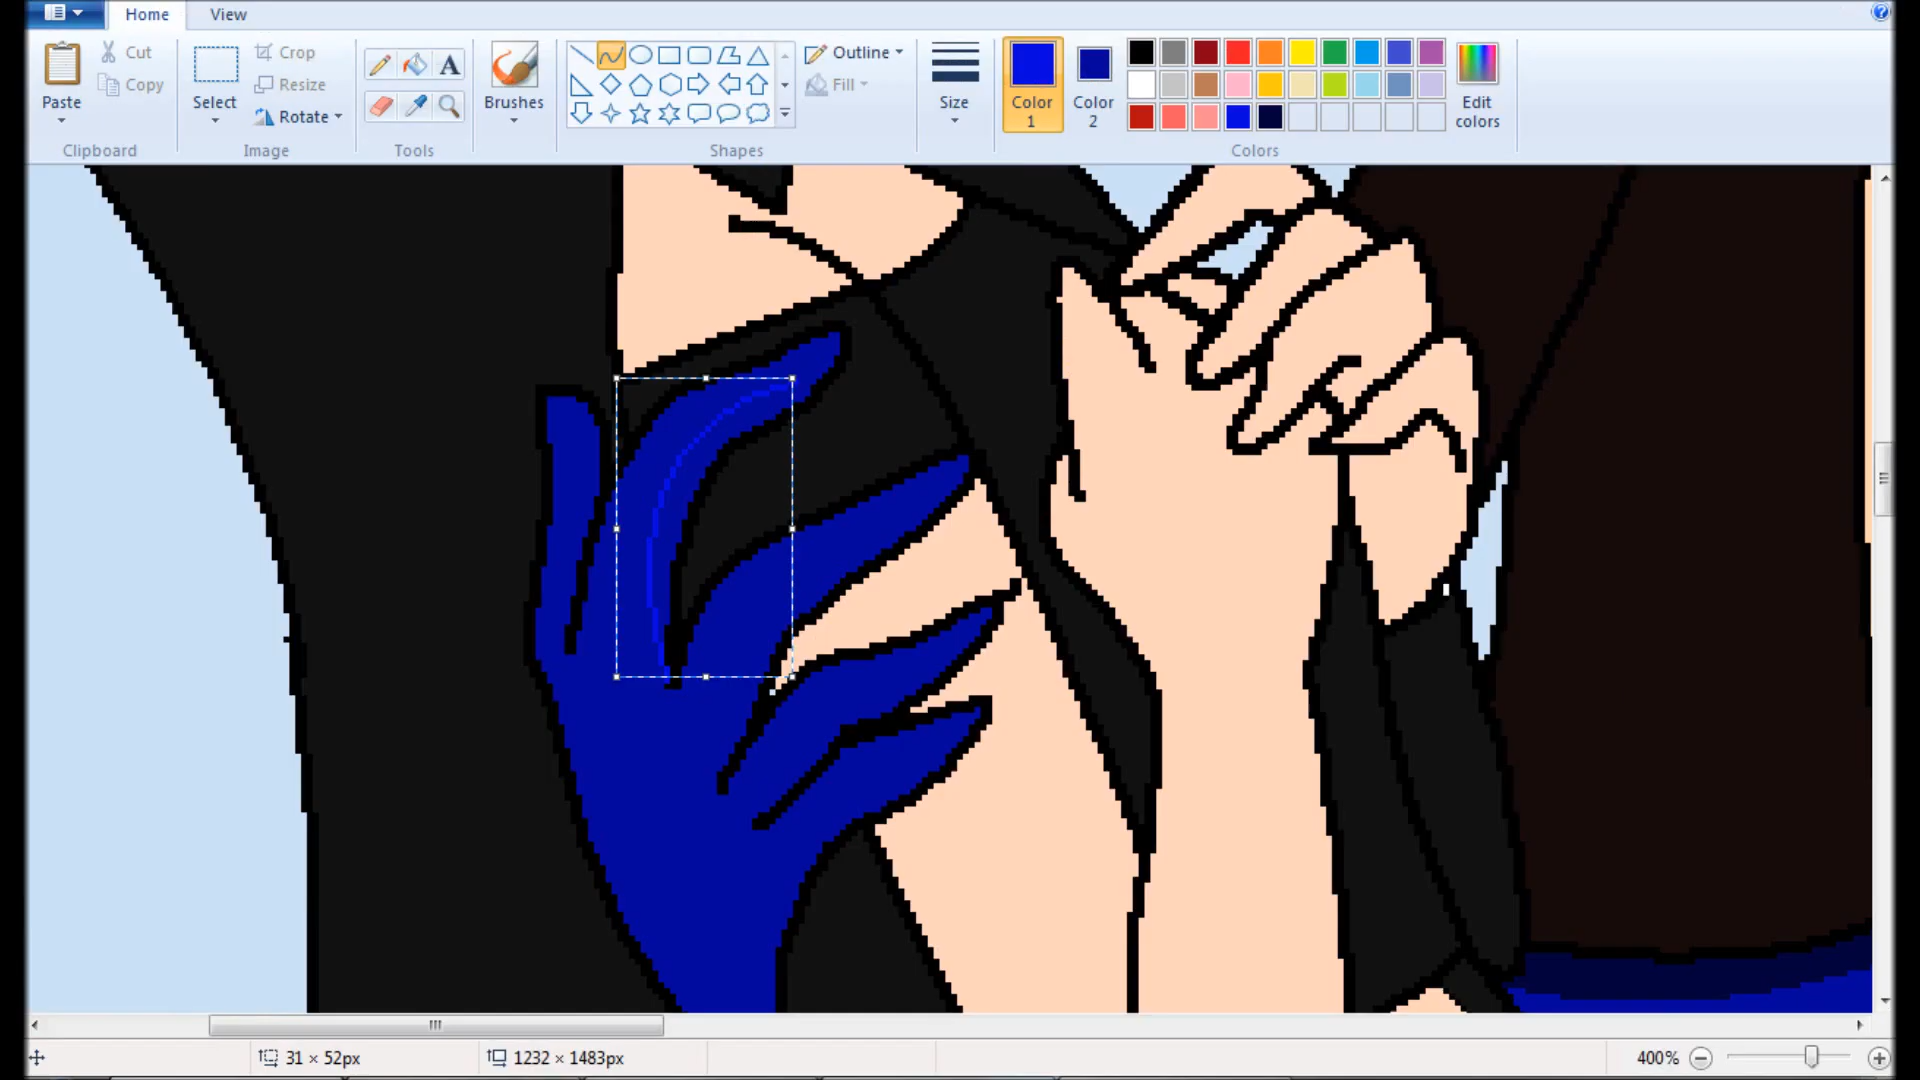 Home View
Paste
Cut
Copy
Clipboard
Select
Crop
Resize
Rotate
Image
A
Tools
Brushes
Outline
Fill
Shapes
Size
Color
1
Color
2
Edit
colors
Colors
31 × 52px
1232 × 1483px
400%